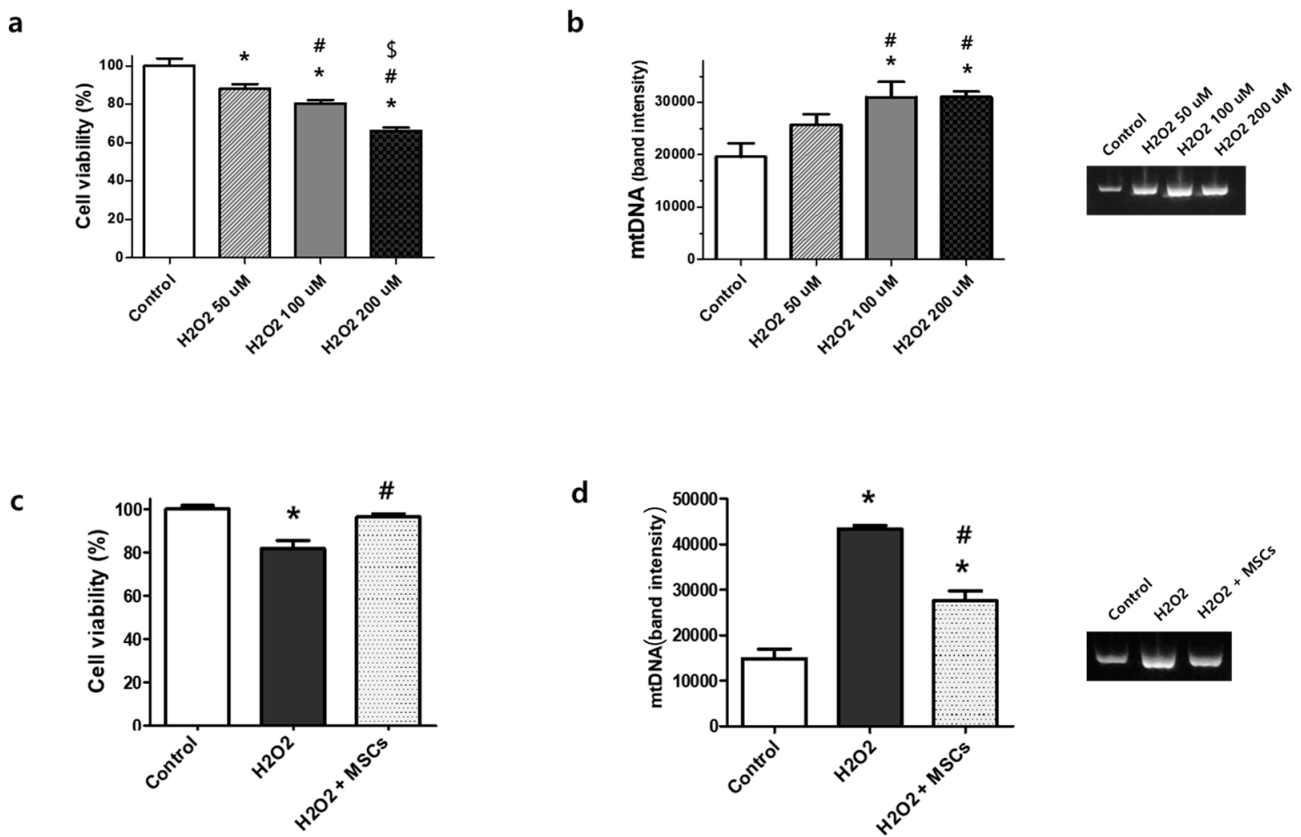 a
Cell viability (%)
100
80
60
40
20
0
*
#
*
$
#
*
Control
H2O2 50 uM
H2O2 100 uM
H2O2 200 uM
b
mtDNA (band intensity)
30000
20000
10000
0
#
*
#
*
Control
H2O2 50 uM
H2O2 100 uM
H2O2 200 uM
Control
H2O2 50 uM
H2O2 100 uM
H2O2 200 uM
c
Cell viability (%)
100
80
60
40
20
0
*
#
Control
H2O2
H2O2 + MSCs
d
mtDNA(band intensity)
50000
40000
30000
20000
10000
0
*
#
*
Control
H2O2
H2O2 + MSCs
Control
H2O2
H2O2 + MSCs